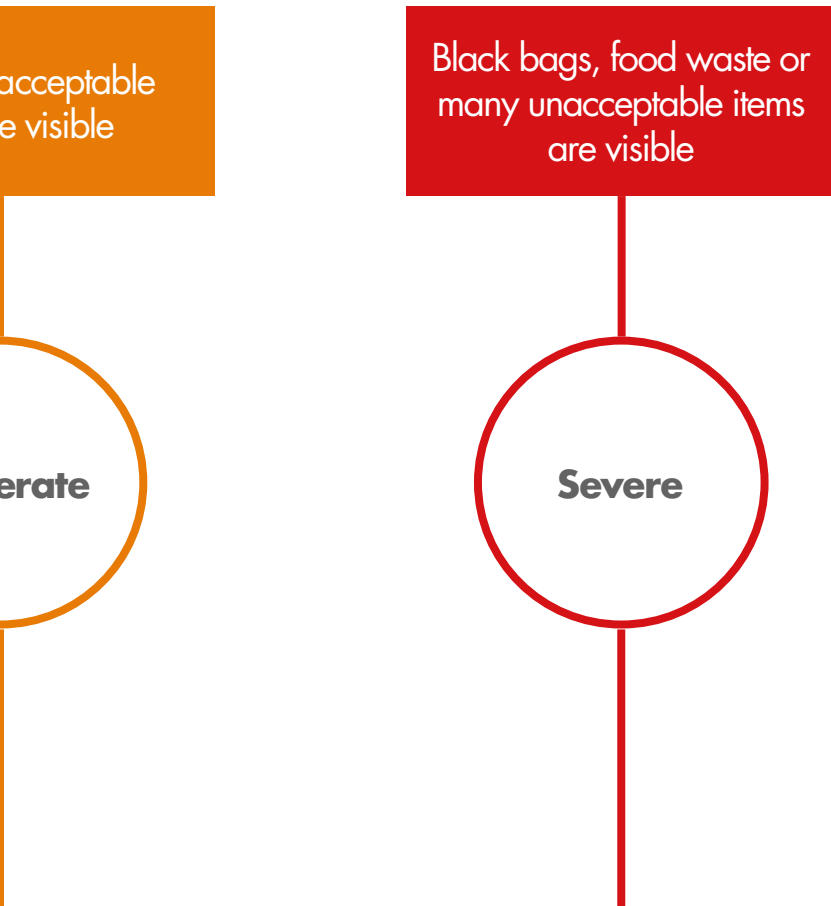 acceptable
e visible
Black bags, food waste or
many unacceptable items
are visible
erate
Severe